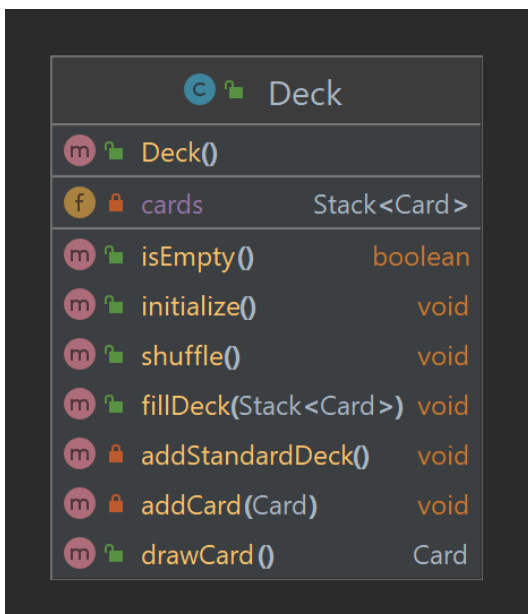 C Deck
m Deck()
f cards Stack<Card>
m isEmpty() boolean
m initialize() void
m shuffle() void
m fillDeck(Stack<Card>) void
m addStandardDeck() void
m addCard(Card) void
m drawCard() Card